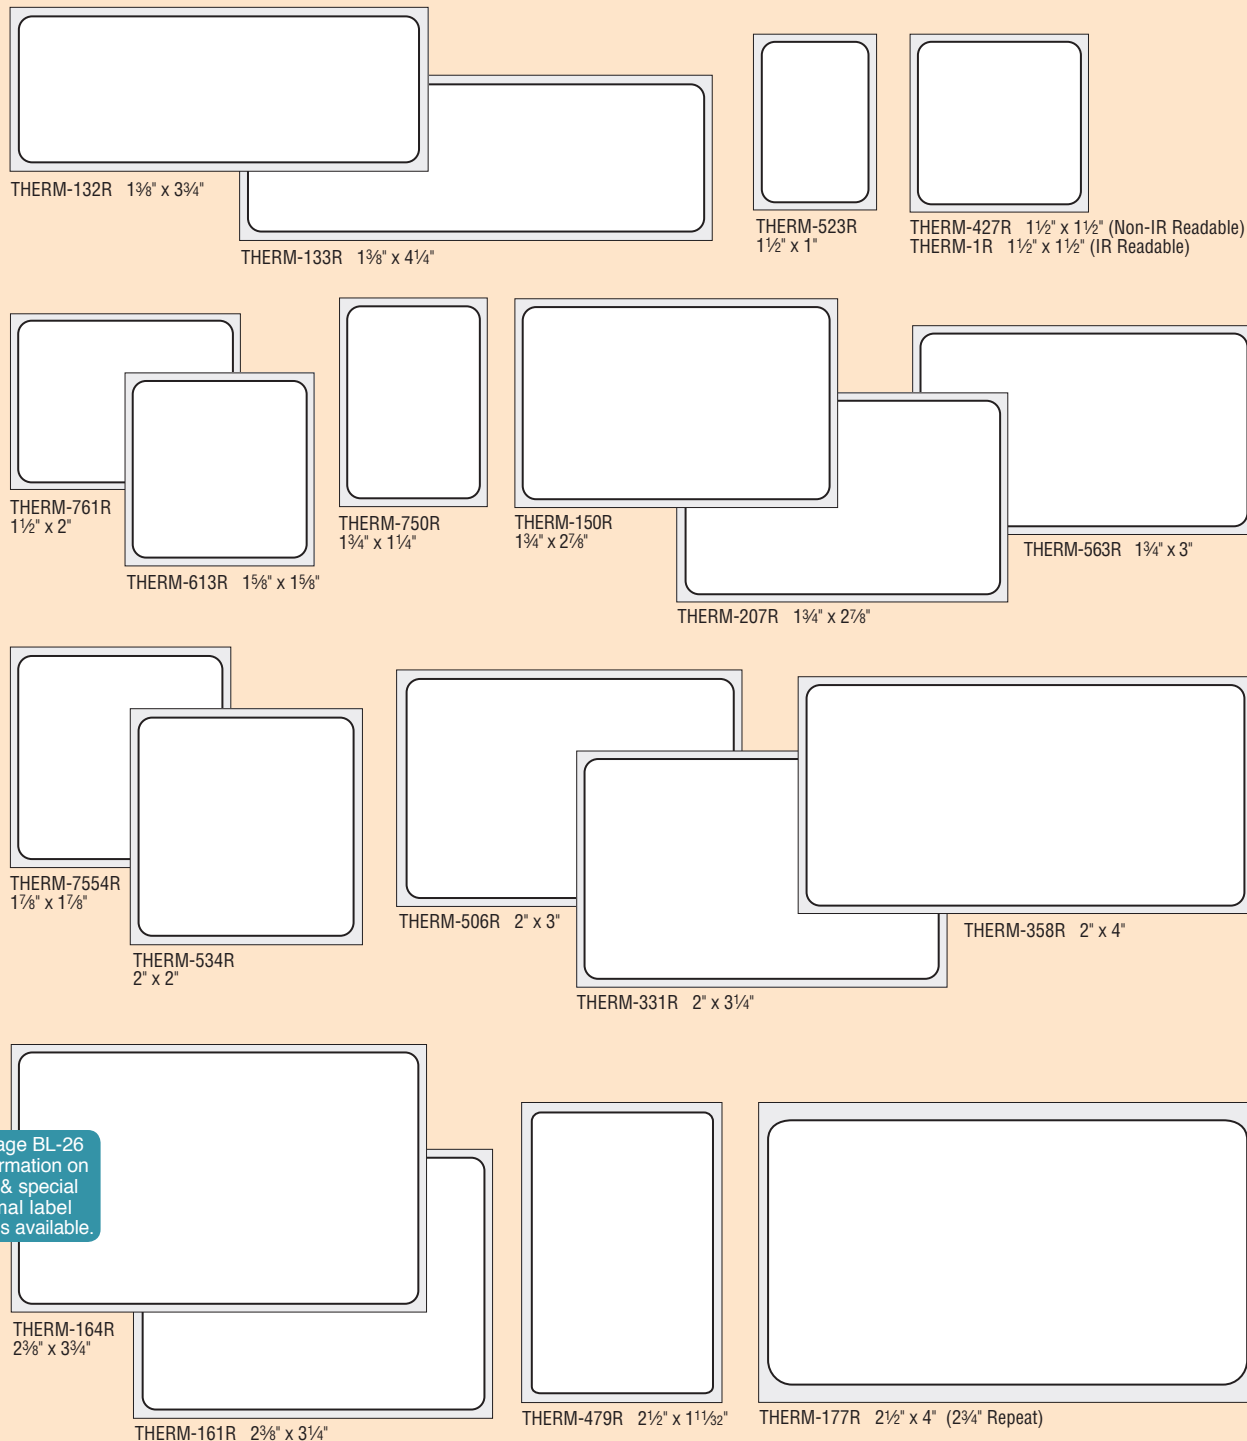 THERM-132R 1⅜" x 3¾"
THERM-133R 1⅜" x 4¼"
THERM-523R
1½" x 1"
THERM-427R 1½" x 1½" (Non-IR Readable)
THERM-1R 1½" x 1½" (IR Readable)
THERM-761R
1½" x 2"
THERM-613R 1⅝" x 1⅝"
THERM-750R
1¾" x 1¼"
THERM-150R
1¾" x 2⅞"
THERM-207R 1¾" x 2⅞"
THERM-563R 1¾" x 3"
THERM-7554R
1⅞" x 1⅞"
THERM-534R
2" x 2"
THERM-506R 2" x 3"
THERM-331R 2" x 3¼"
THERM-358R 2" x 4"
BL-26
on
& special
label
available.
THERM-164R
2⅜" x 3¾"
THERM-161R 2⅜" x 3¼"
THERM-479R 2½" x 1¹¹⁄₃₂"
THERM-177R 2½" x 4" (2¾" Repeat)